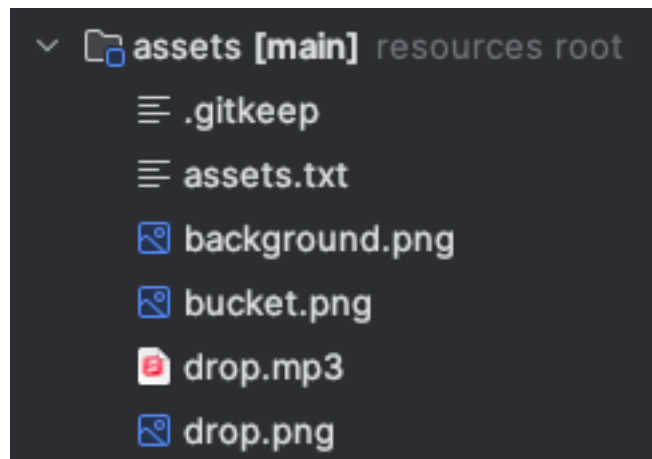 assets [main] resources root
.gitkeep
assets.txt
background.png
bucket.png
drop.mp3
drop.png